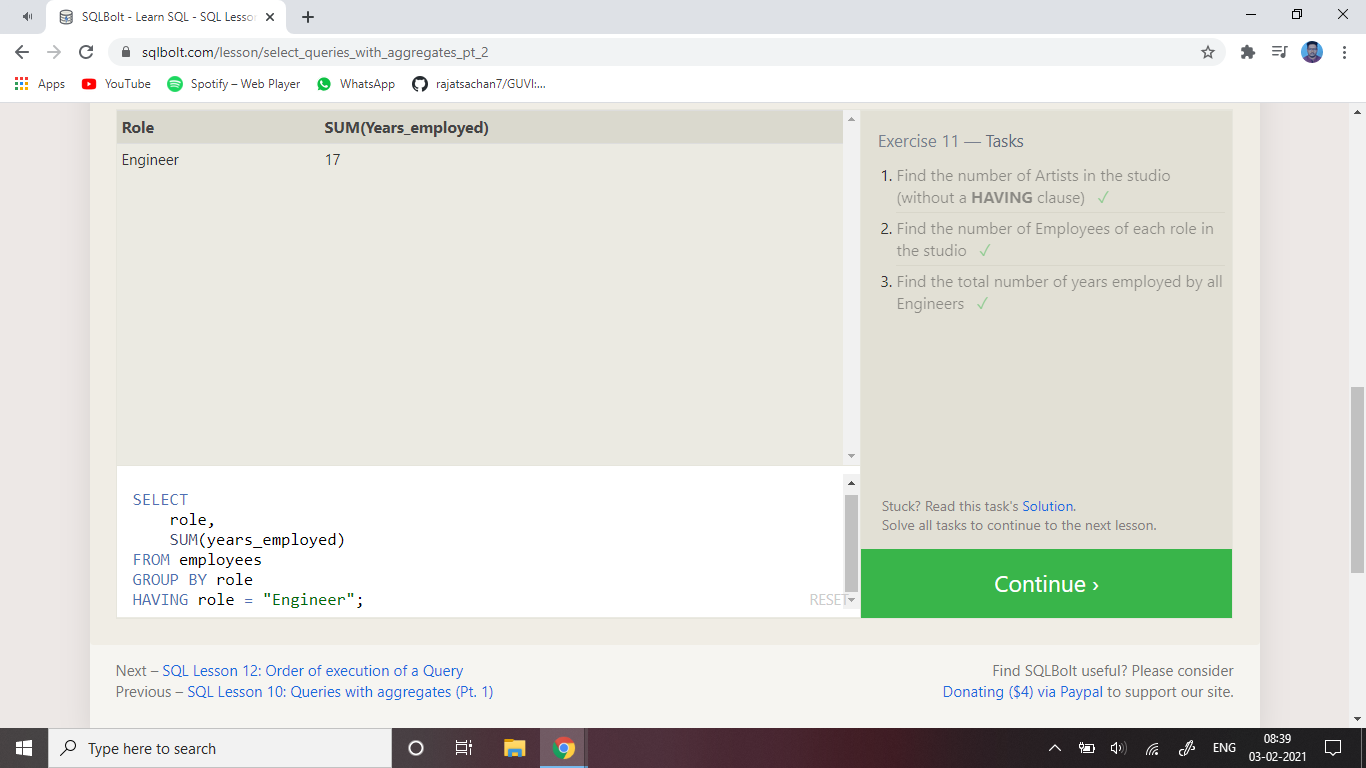 SQLBolt - Learn SQL - SQL Lesso
sqlbolt.com/lesson/select_queries_with_aggregates_pt_2
Apps YouTube Spotify – Web Player WhatsApp rajatsachan7/GUVI:...
Role SUM(Years_employed)
Engineer 17
Exercise 11 — Tasks
1. Find the number of Artists in the studio
(without a HAVING clause) ✓
2. Find the number of Employees of each role in
the studio ✓
3. Find the total number of years employed by all
Engineers ✓
Stuck? Read this task's Solution.
Solve all tasks to continue to the next lesson.
Continue ›
SELECT
role,
SUM(years_employed)
FROM employees
GROUP BY role
HAVING role = "Engineer";
RESET
Next – SQL Lesson 12: Order of execution of a Query
Previous – SQL Lesson 10: Queries with aggregates (Pt. 1)
Find SQLBolt useful? Please consider
Donating ($4) via Paypal to support our site.
Type here to search
ENG
08:39
03-02-2021